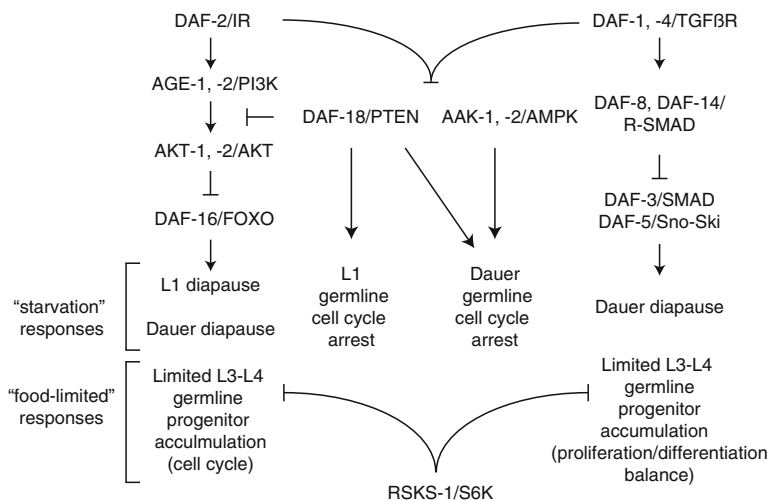 DAF-2/IR
DAF-1, -4/TGFßR
AGE-1, -2/PI3K
DAF-18/PTEN
AAK-1, -2/AMPK
DAF-8, DAF-14/
R-SMAD
AKT-1, -2/AKT
DAF-16/FOXO
DAF-3/SMAD
DAF-5/Sno-Ski
"starvation"
responses
L1 diapause
Dauer diapause
L1
germline
cell cycle
arrest
Dauer
germline
cell cycle
arrest
Dauer diapause
"food-limited"
responses
Limited L3-L4
germline
progenitor
acculmulation
(cell cycle)
Limited L3-L4
germline
progenitor
accumulation
(proliferation/differentiation
balance)
RSKS-1/S6K